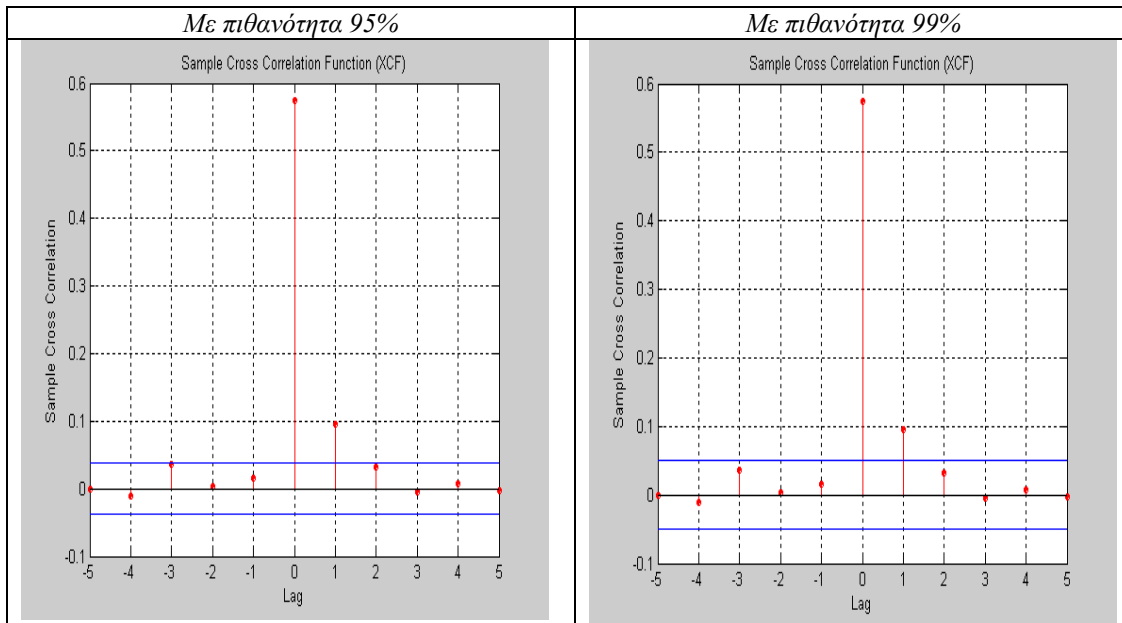 Με πιθανότητα 95%
Με πιθανότητα 99%
Sample Cross Correlation Function (XCF)
Sample Cross Correlation
0.6
0.5
0.4
0.3
0.2
0.1
0
-0.1
-5 -4 -3 -2 -1 0 1 2 3 4 5
Lag
Sample Cross Correlation Function (XCF)
Sample Cross Correlation
0.6
0.5
0.4
0.3
0.2
0.1
0
-0.1
-5 -4 -3 -2 -1 0 1 2 3 4 5
Lag